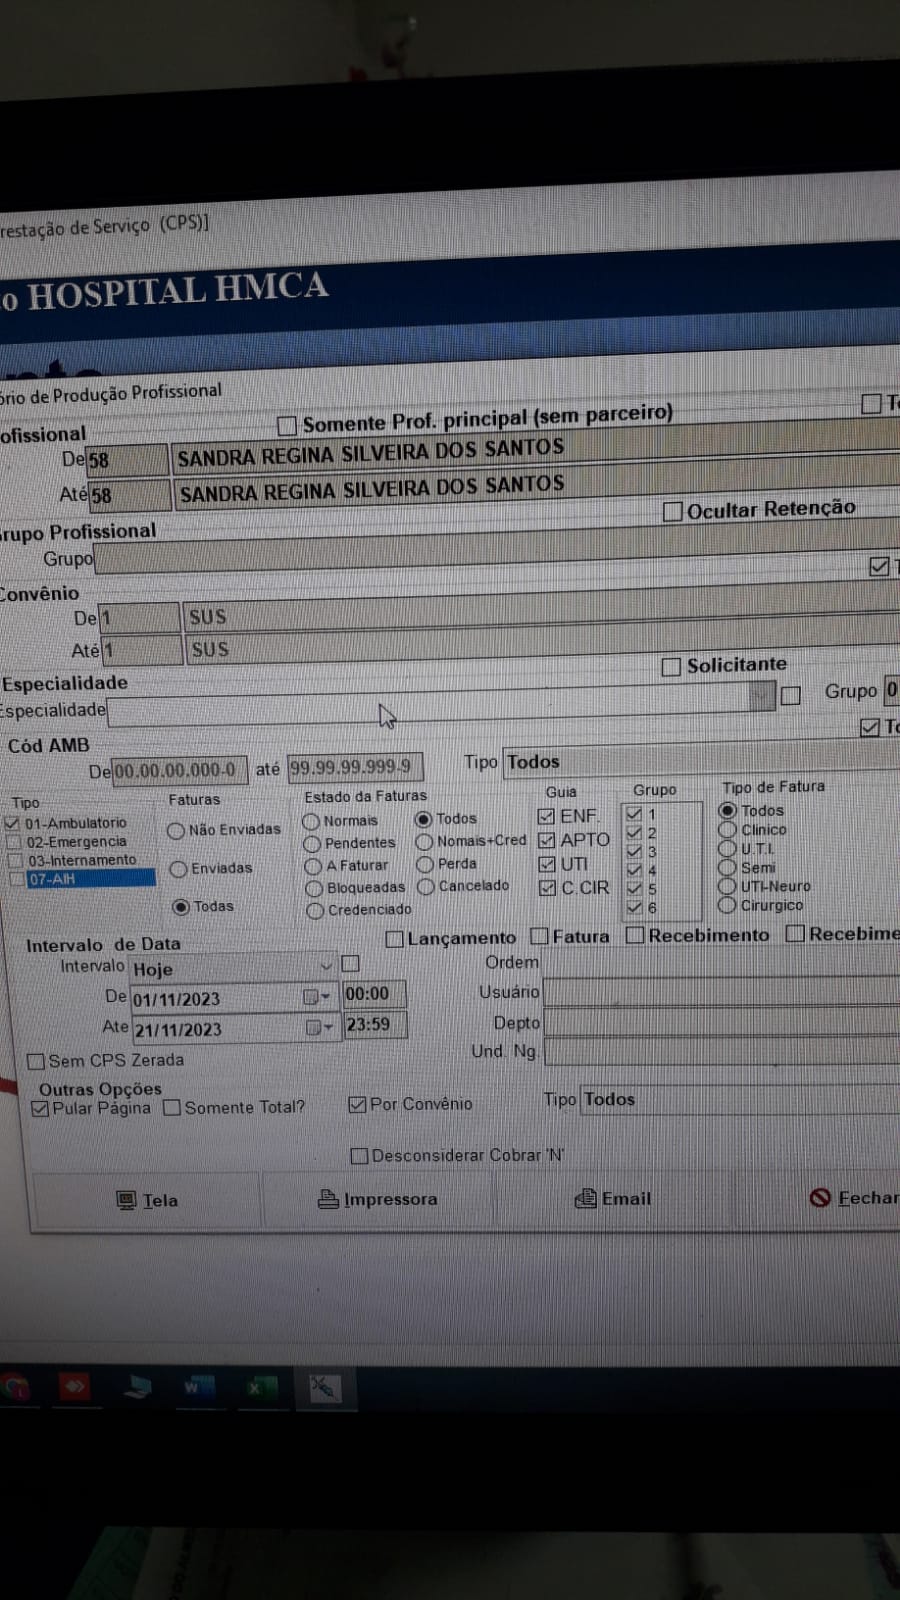 restação de Serviço (CPS)]
o HOSPITAL HMCA
ório de Produção Profissional
ofissional
Somente Prof. principal (sem parceiro)
De 58 SANDRA REGINA SILVEIRA DOS SANTOS
Até 58 SANDRA REGINA SILVEIRA DOS SANTOS
Grupo Profissional
Ocultar Retenção
Grupo
Convênio
De 1 SUS
Até 1 SUS
Especialidade
Solicitante
Especialidade
Grupo 0
Cód AMB
De 00.00.00.000-0 até 99.99.99.999-9 Tipo Todos
Tipo
01-Ambulatorio
02-Emergencia
03-Internamento
07-AIH
Faturas
Não Enviadas
Enviadas
Todas
Estado da Faturas
Normais Todos
Pendentes Nomais+Cred
A Faturar Perda
Bloqueadas Cancelado
Credenciado
Guia
ENF.
APTO
UTI
C.CIR
Grupo
1
2
3
4
5
6
Tipo de Fatura
Todos
Clinico
U.T.I.
Semi
UTI-Neuro
Cirurgico
Intervalo de Data
Lançamento Fatura Recebimento Recebime
Intervalo Hoje
Ordem
De 01/11/2023 00:00
Usuário
Ate 21/11/2023 23:59
Depto
Und. Ng.
Sem CPS Zerada
Outras Opções
Pular Página Somente Total? Por Convênio Tipo Todos
Desconsiderar Cobrar 'N'
Tela Impressora Email Fechar